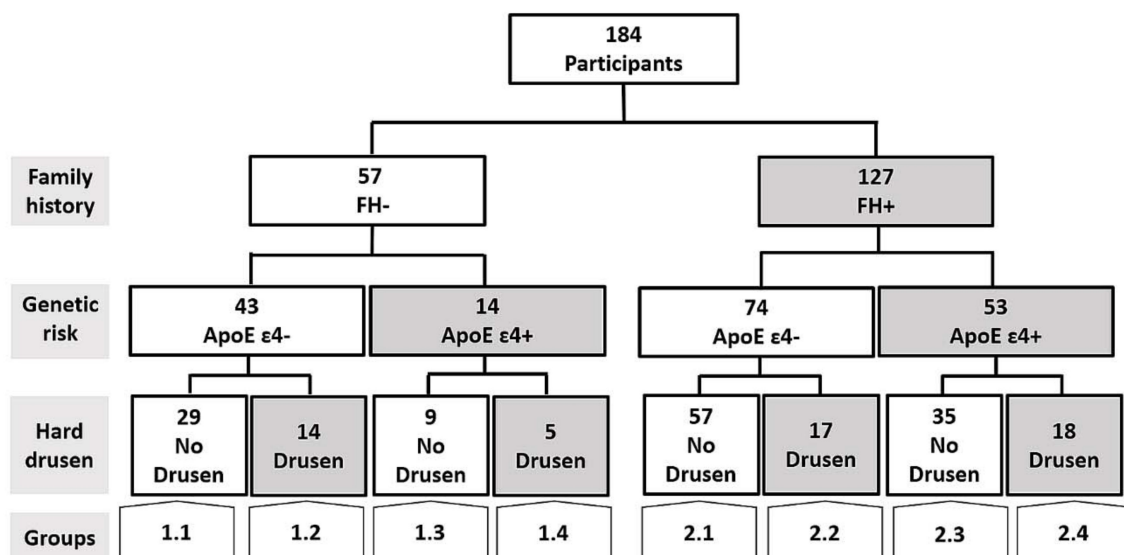 184
Participants
Family
history
57
FH-
127
FH+
Genetic
risk
43
ApoE ε4-
14
ApoE ε4+
74
ApoE ε4-
53
ApoE ε4+
Hard
drusen
29
No
Drusen
14
Drusen
9
No
Drusen
5
Drusen
57
No
Drusen
17
Drusen
35
No
Drusen
18
Drusen
Groups
1.1
1.2
1.3
1.4
2.1
2.2
2.3
2.4